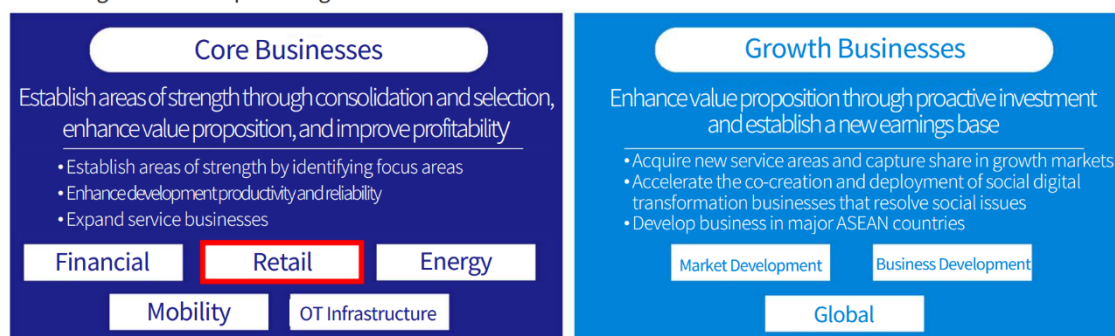 Core Businesses
Establish areas of strength through consolidation and selection,
enhance value proposition, and improve profitability
• Establish areas of strength by identifying focus areas
• Enhance development productivity and reliability
• Expand service businesses
Financial
Retail
Energy
Mobility
OT Infrastructure
Growth Businesses
Enhance value proposition through proactive investment
and establish a new earnings base
• Acquire new service areas and capture share in growth markets
• Accelerate the co-creation and deployment of social digital
transformation businesses that resolve social issues
• Develop business in major ASEAN countries
Market Development
Business Development
Global